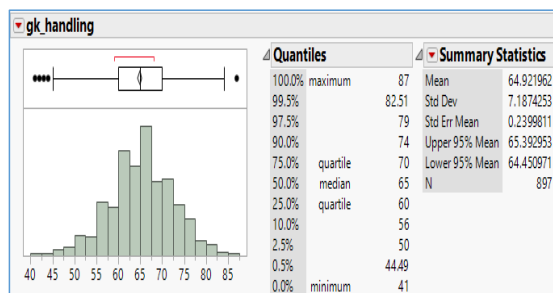 gk_handling
Quantiles
100.0% maximum 87
99.5% 82.51
97.5% 79
90.0% 74
75.0% quartile 70
50.0% median 65
25.0% quartile 60
10.0% 56
2.5% 50
0.5% 44.49
0.0% minimum 41
Summary Statistics
Mean 64.921962
Std Dev 7.1874253
Std Err Mean 0.2399811
Upper 95% Mean 65.392953
Lower 95% Mean 64.450971
N 897
40 45 50 55 60 65 70 75 80 85